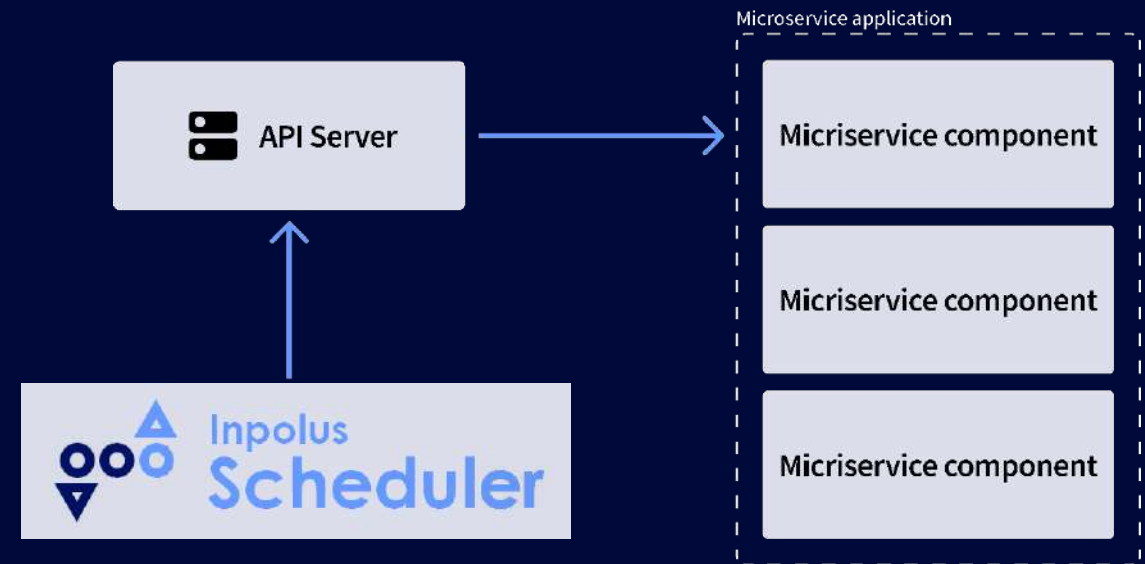 Microservice application
API Server
Micriservice component
Micriservice component
Inpolus
Scheduler
Micriservice component